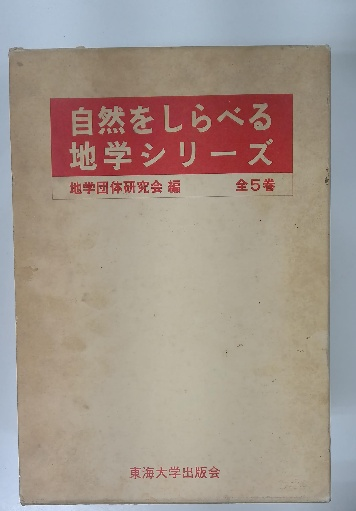 自然をしらべる
地学シリーズ
地学団体研究会 編 全5巻
東海大学出版会